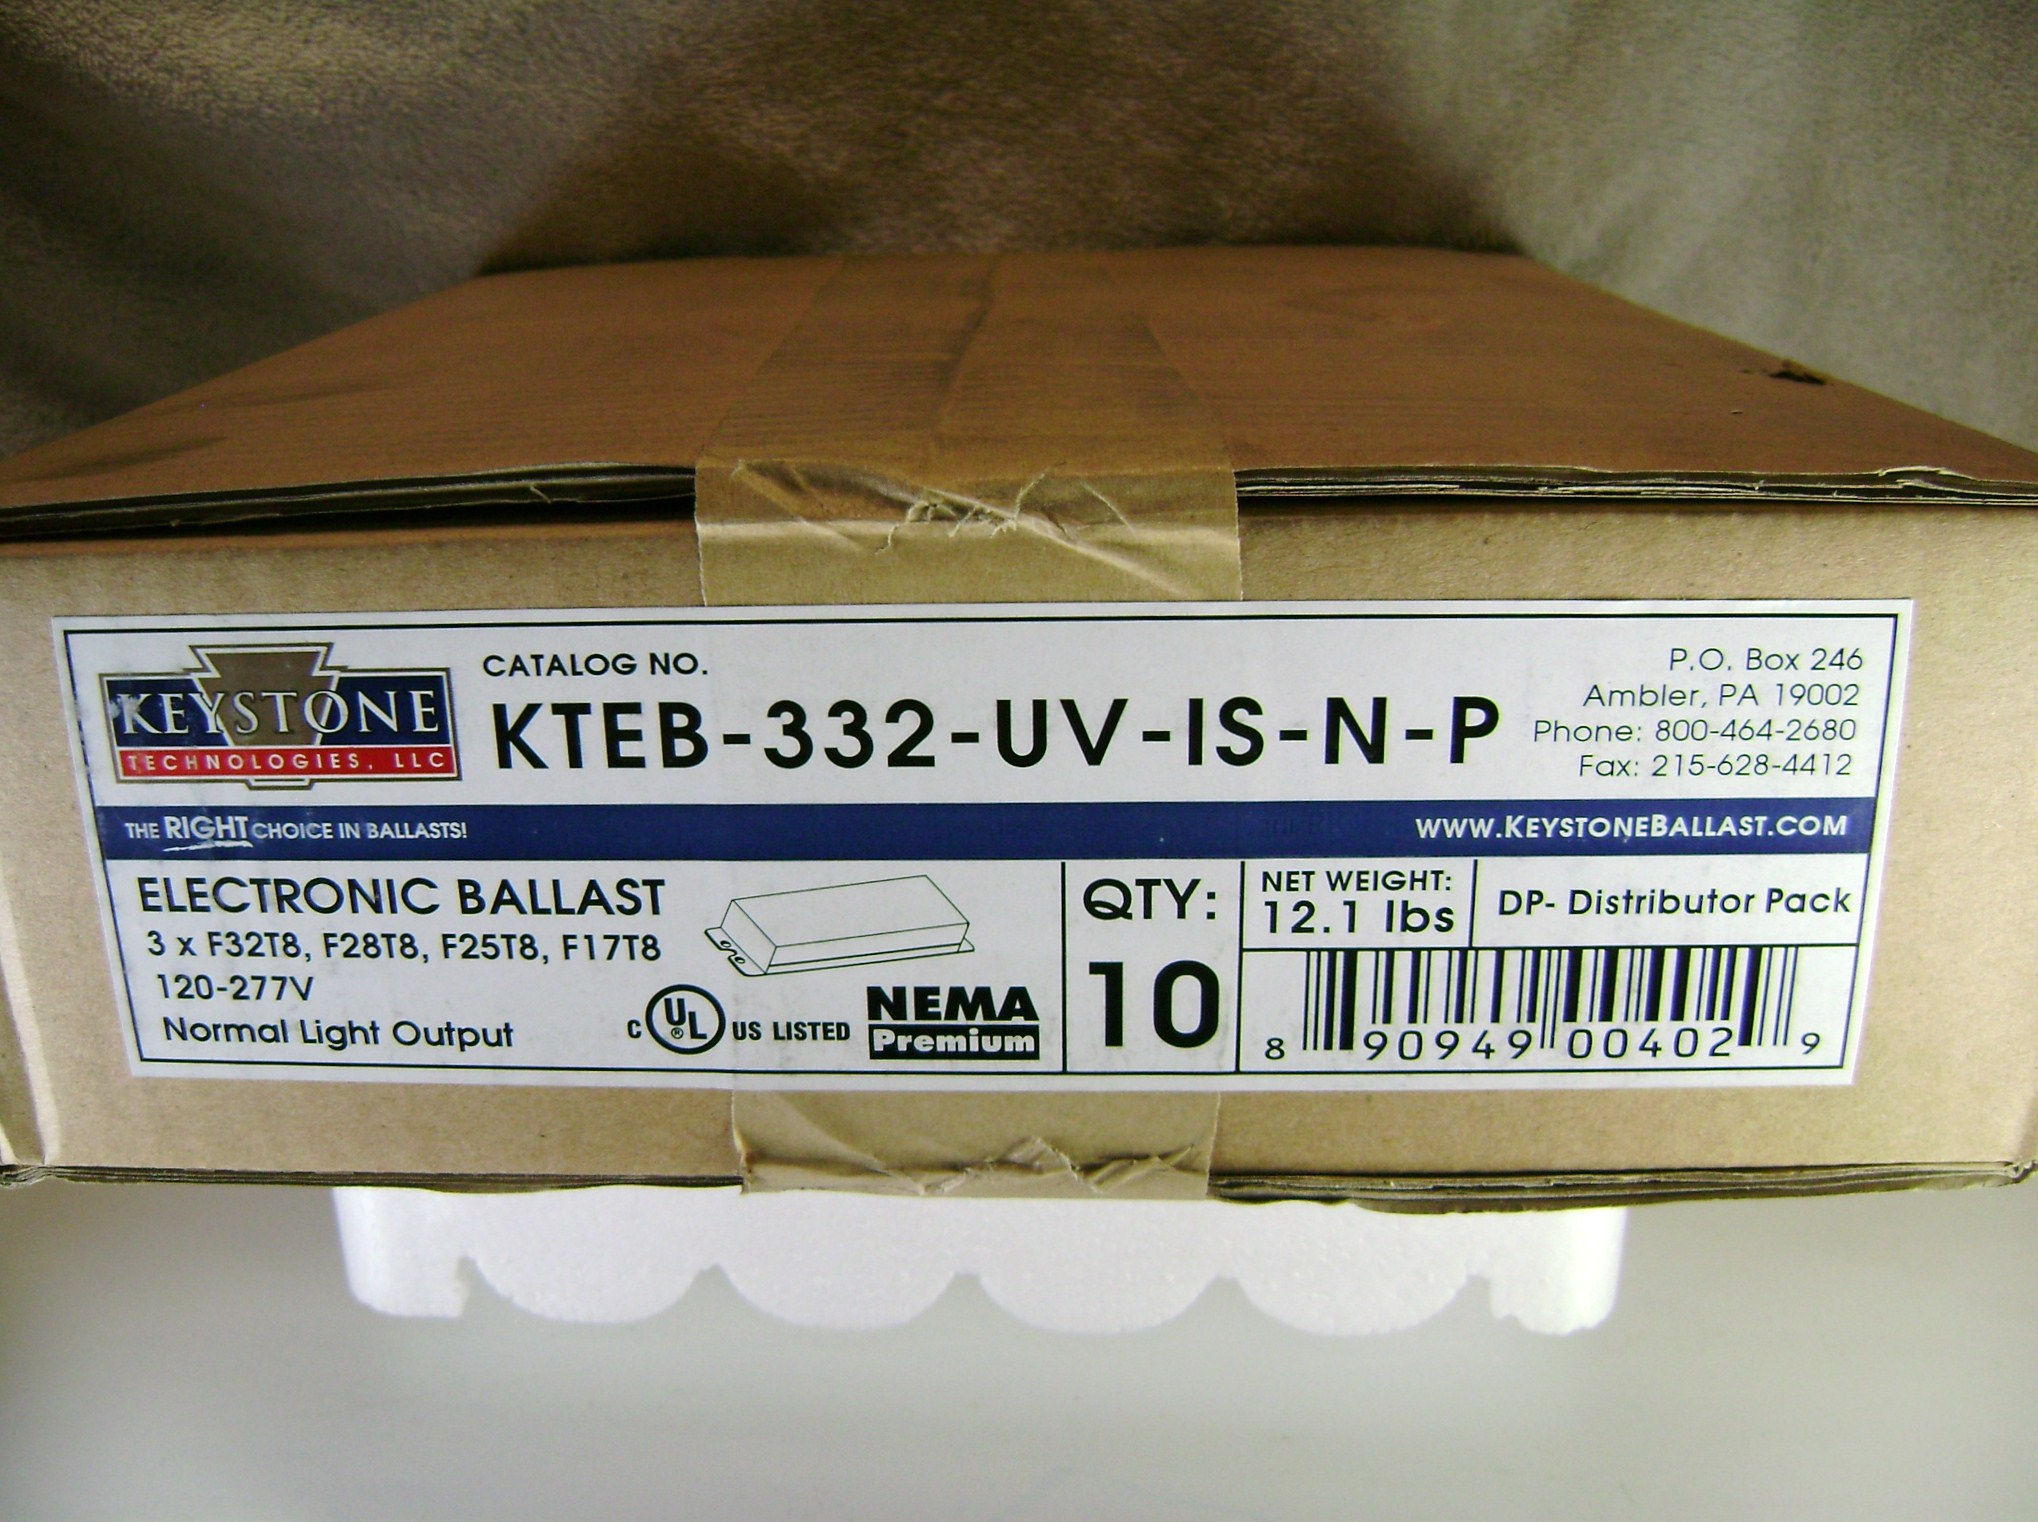 KEYSTONE
TECHNOLOGIES, LLC
CATALOG NO.
KTEB-332-UV-IS-N-P
P.O. Box 246
Ambler, PA 19002
Phone: 800-464-2680
Fax: 215-628-4412
THE RIGHT CHOICE IN BALLASTS!
WWW.KEYSTONEBALLAST.COM
ELECTRONIC BALLAST
3 x F32T8, F28T8, F25T8, F17T8
120-277V
Normal Light Output
C UL ® US LISTED
NEMA
Premium
QTY:
10
NET WEIGHT:
12.1 lbs
DP- Distributor Pack
8 90949 00402 9